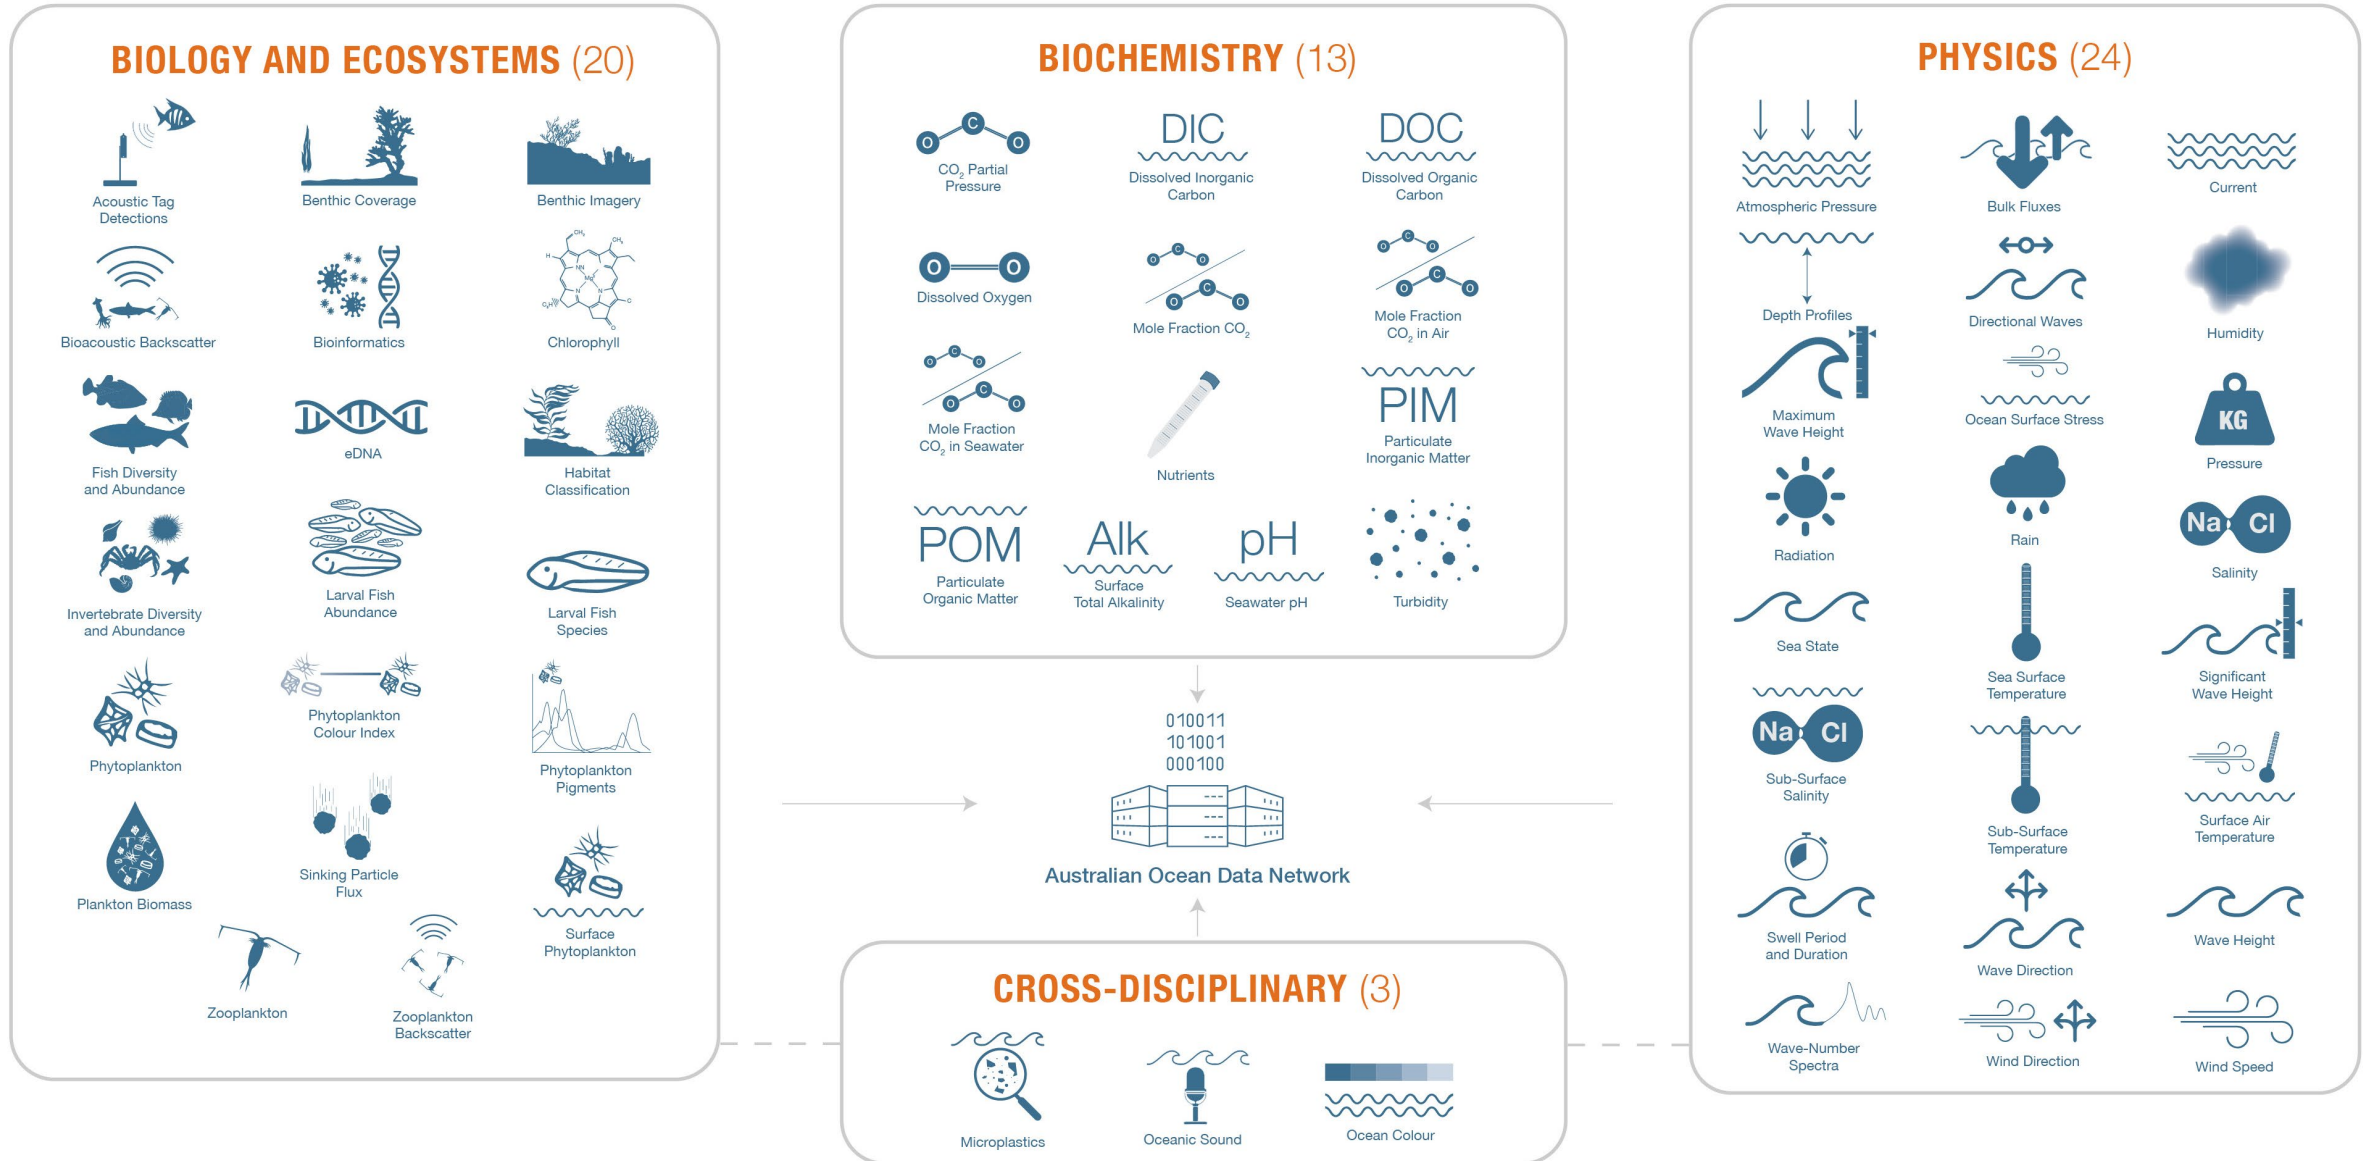 BIOLOGY AND ECOSYSTEMS (20)
Acoustic Tag
Detections
Benthic Coverage
Benthic Imagery
Bioacoustic Backscatter
Bioinformatics
CH₃
CH₃
H
NN
Mg
N
N
C
O
Chlorophyll
Fish Diversity
and Abundance
eDNA
Habitat
Classification
Invertebrate Diversity
and Abundance
Larval Fish
Abundance
Larval Fish
Species
Phytoplankton
Phytoplankton
Colour Index
Phytoplankton
Pigments
Plankton Biomass
Sinking Particle
Flux
Surface
Phytoplankton
Zooplankton
Zooplankton
Backscatter
BIOCHEMISTRY (13)
O C O
CO₂ Partial
Pressure
DIC
Dissolved Inorganic
Carbon
DOC
Dissolved Organic
Carbon
O O
Dissolved Oxygen
O C O
O C O
Mole Fraction CO₂
O C O
O C O
Mole Fraction
CO₂ in Air
O C O
O C O
Mole Fraction
CO₂ in Seawater
Nutrients
PIM
Particulate
Inorganic Matter
POM
Particulate
Organic Matter
Alk
Surface
Total Alkalinity
pH
Seawater pH
Turbidity
010011
101001
000100
Australian Ocean Data Network
CROSS-DISCIPLINARY (3)
Microplastics
Oceanic Sound
Ocean Colour
PHYSICS (24)
Atmospheric Pressure
Bulk Fluxes
Current
Depth Profiles
Directional Waves
Humidity
Maximum
Wave Height
Ocean Surface Stress
KG
Pressure
Radiation
Rain
Na Cl
Salinity
Sea State
Sea Surface
Temperature
Significant
Wave Height
Na Cl
Sub-Surface
Salinity
Sub-Surface
Temperature
Surface Air
Temperature
Swell Period
and Duration
Wave Direction
Wave Height
Wave-Number
Spectra
Wind Direction
Wind Speed